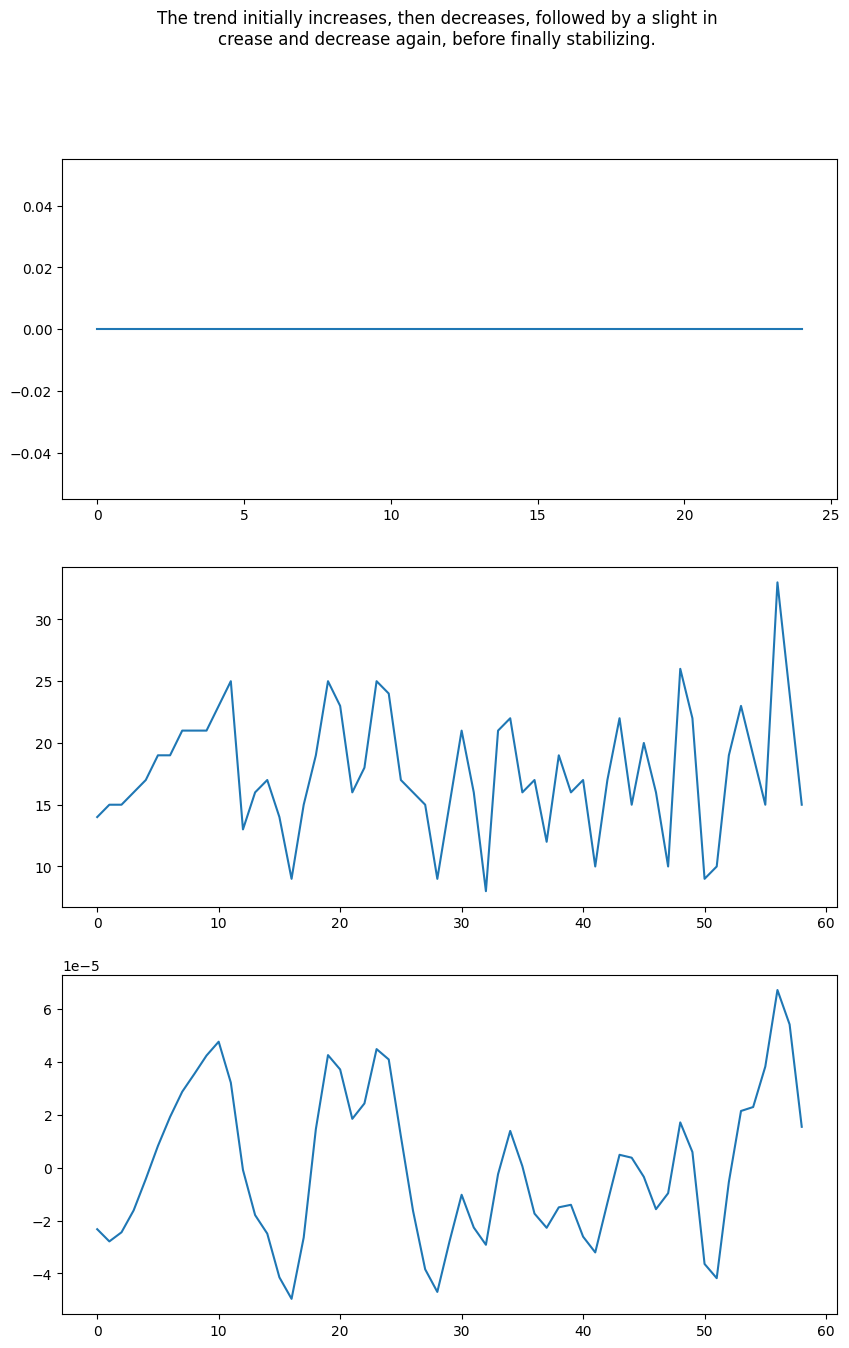 The trend initially increases, then decreases, followed by a slight in
crease and decrease again, before finally stabilizing.
0.04
0.02
0.00
−0.02
−0.04
0 5 10 15 20 25
30
25
20
15
10
0 10 20 30 40 50 60
1e−5
6
4
2
0
−2
−4
0 10 20 30 40 50 60